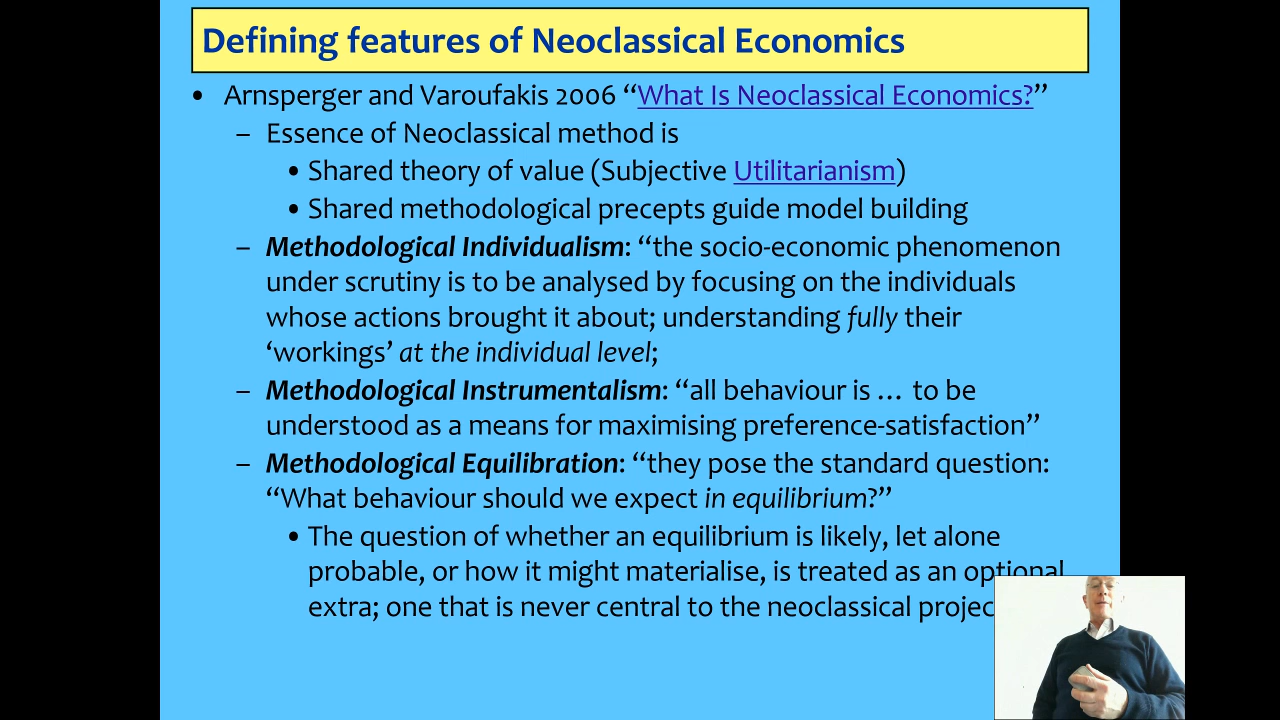 Defining features of Neoclassical Economics
• Arnsperger and Varoufakis 2006 “What Is Neoclassical Economics?”
– Essence of Neoclassical method is
• Shared theory of value (Subjective Utilitarianism)
• Shared methodological precepts guide model building
– Methodological Individualism: “the socio-economic phenomenon
under scrutiny is to be analysed by focusing on the individuals
whose actions brought it about; understanding fully their
‘workings’ at the individual level;
– Methodological Instrumentalism: “all behaviour is … to be
understood as a means for maximising preference-satisfaction”
– Methodological Equilibration: “they pose the standard question:
“What behaviour should we expect in equilibrium?”
• The question of whether an equilibrium is likely, let alone
probable, or how it might materialise, is treated as an optional
extra; one that is never central to the neoclassical projec